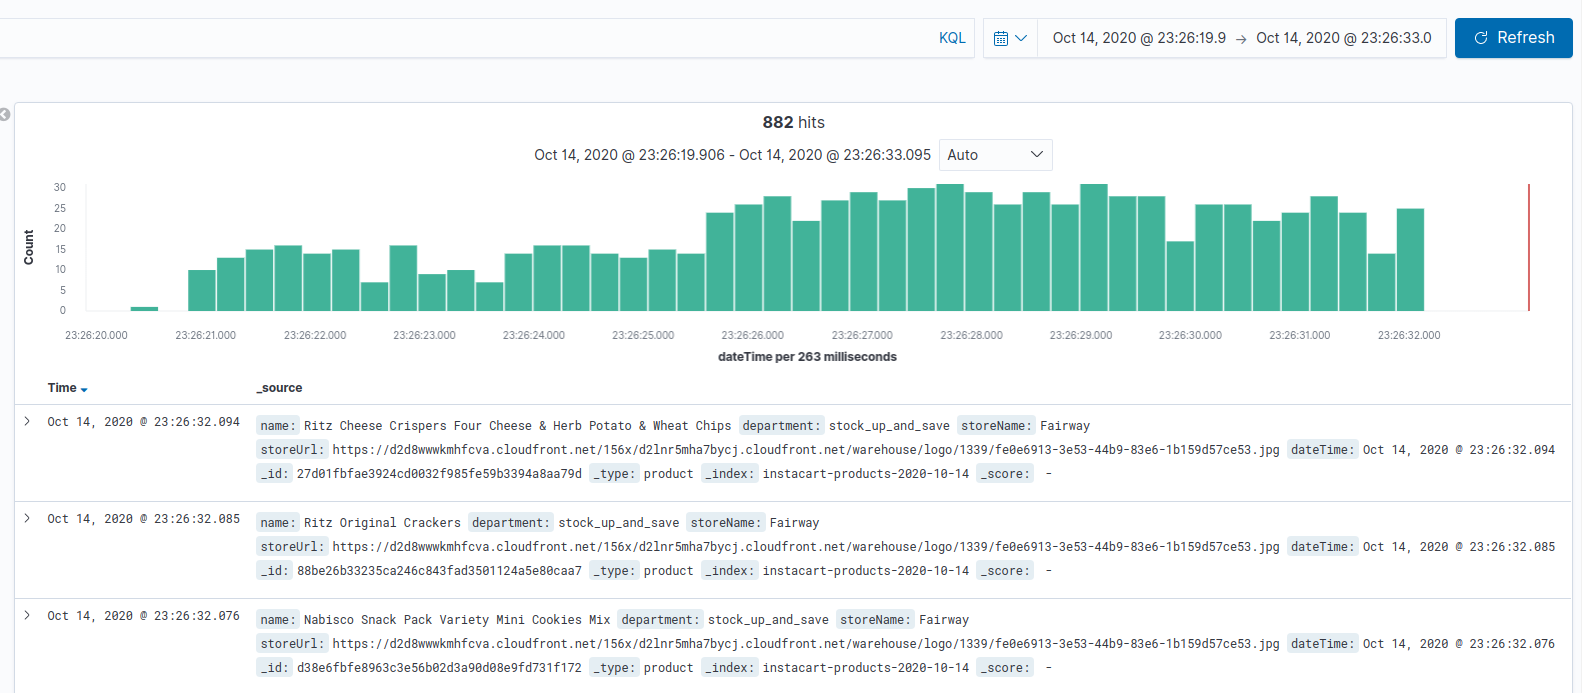 KQL Oct 14, 2020 @ 23:26:19.9 → Oct 14, 2020 @ 23:26:33.0 Refresh
882 hits
Oct 14, 2020 @ 23:26:19.906 - Oct 14, 2020 @ 23:26:33.095 Auto
30
25
20
15
10
5
0
Count
23:26:20.000 23:26:21.000 23:26:22.000 23:26:23.000 23:26:24.000 23:26:25.000 23:26:26.000 23:26:27.000 23:26:28.000 23:26:29.000 23:26:30.000 23:26:31.000 23:26:32.000
dateTime per 263 milliseconds
Time _source
Oct 14, 2020 @ 23:26:32.094 name: Ritz Cheese Crispers Four Cheese & Herb Potato & Wheat Chips department: stock_up_and_save storeName: Fairway
storeUrl: https://d2d8wwwkmhfcva.cloudfront.net/156x/d2lnr5mha7bycj.cloudfront.net/warehouse/logo/1339/fe0e6913-3e53-44b9-83e6-1b159d57ce53.jpg dateTime: Oct 14, 2020 @ 23:26:32.094
_id: 27d01fbfae3924cd0032f985fe59b3394a8aa79d _type: product _index: instacart-products-2020-10-14 _score: -
Oct 14, 2020 @ 23:26:32.085 name: Ritz Original Crackers department: stock_up_and_save storeName: Fairway
storeUrl: https://d2d8wwwkmhfcva.cloudfront.net/156x/d2lnr5mha7bycj.cloudfront.net/warehouse/logo/1339/fe0e6913-3e53-44b9-83e6-1b159d57ce53.jpg dateTime: Oct 14, 2020 @ 23:26:32.085
_id: 88be26b33235ca246c843fad3501124a5e80caa7 _type: product _index: instacart-products-2020-10-14 _score: -
Oct 14, 2020 @ 23:26:32.076 name: Nabisco Snack Pack Variety Mini Cookies Mix department: stock_up_and_save storeName: Fairway
storeUrl: https://d2d8wwwkmhfcva.cloudfront.net/156x/d2lnr5mha7bycj.cloudfront.net/warehouse/logo/1339/fe0e6913-3e53-44b9-83e6-1b159d57ce53.jpg dateTime: Oct 14, 2020 @ 23:26:32.076
_id: d38e6fbfe8963c3e56b02d3a90d08e9fd731f172 _type: product _index: instacart-products-2020-10-14 _score: -